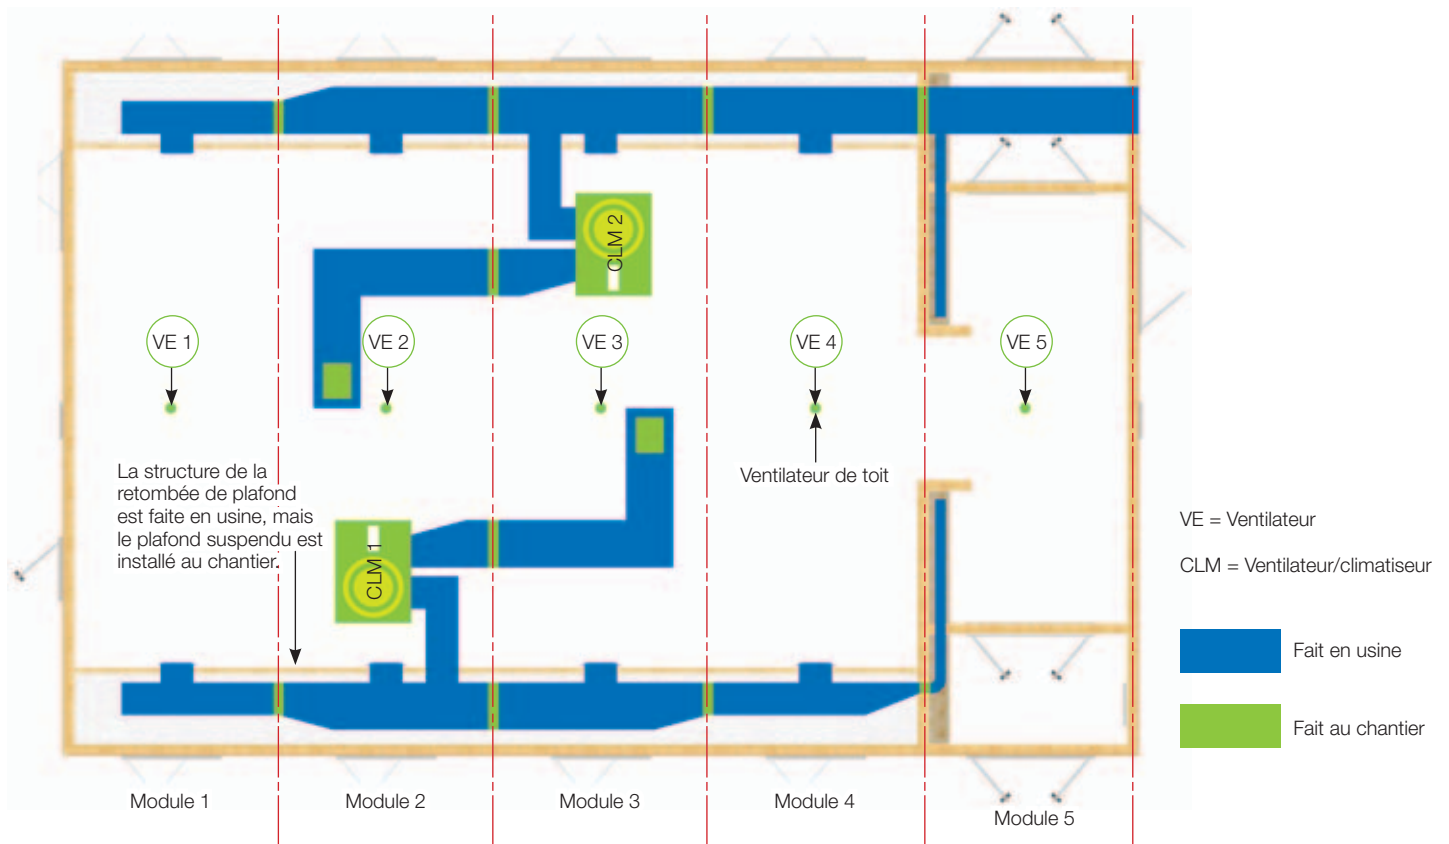 CLM 2
VE 1
VE 2
VE 3
VE 4
VE 5
La structure de la
retombée de plafond
est faite en usine, mais
le plafond suspendu est
installé au chantier.
Ventilateur de toit
CLM 1
VE = Ventilateur
CLM = Ventilateur/climatiseur
Fait en usine
Fait au chantier
Module 1
Module 2
Module 3
Module 4
Module 5